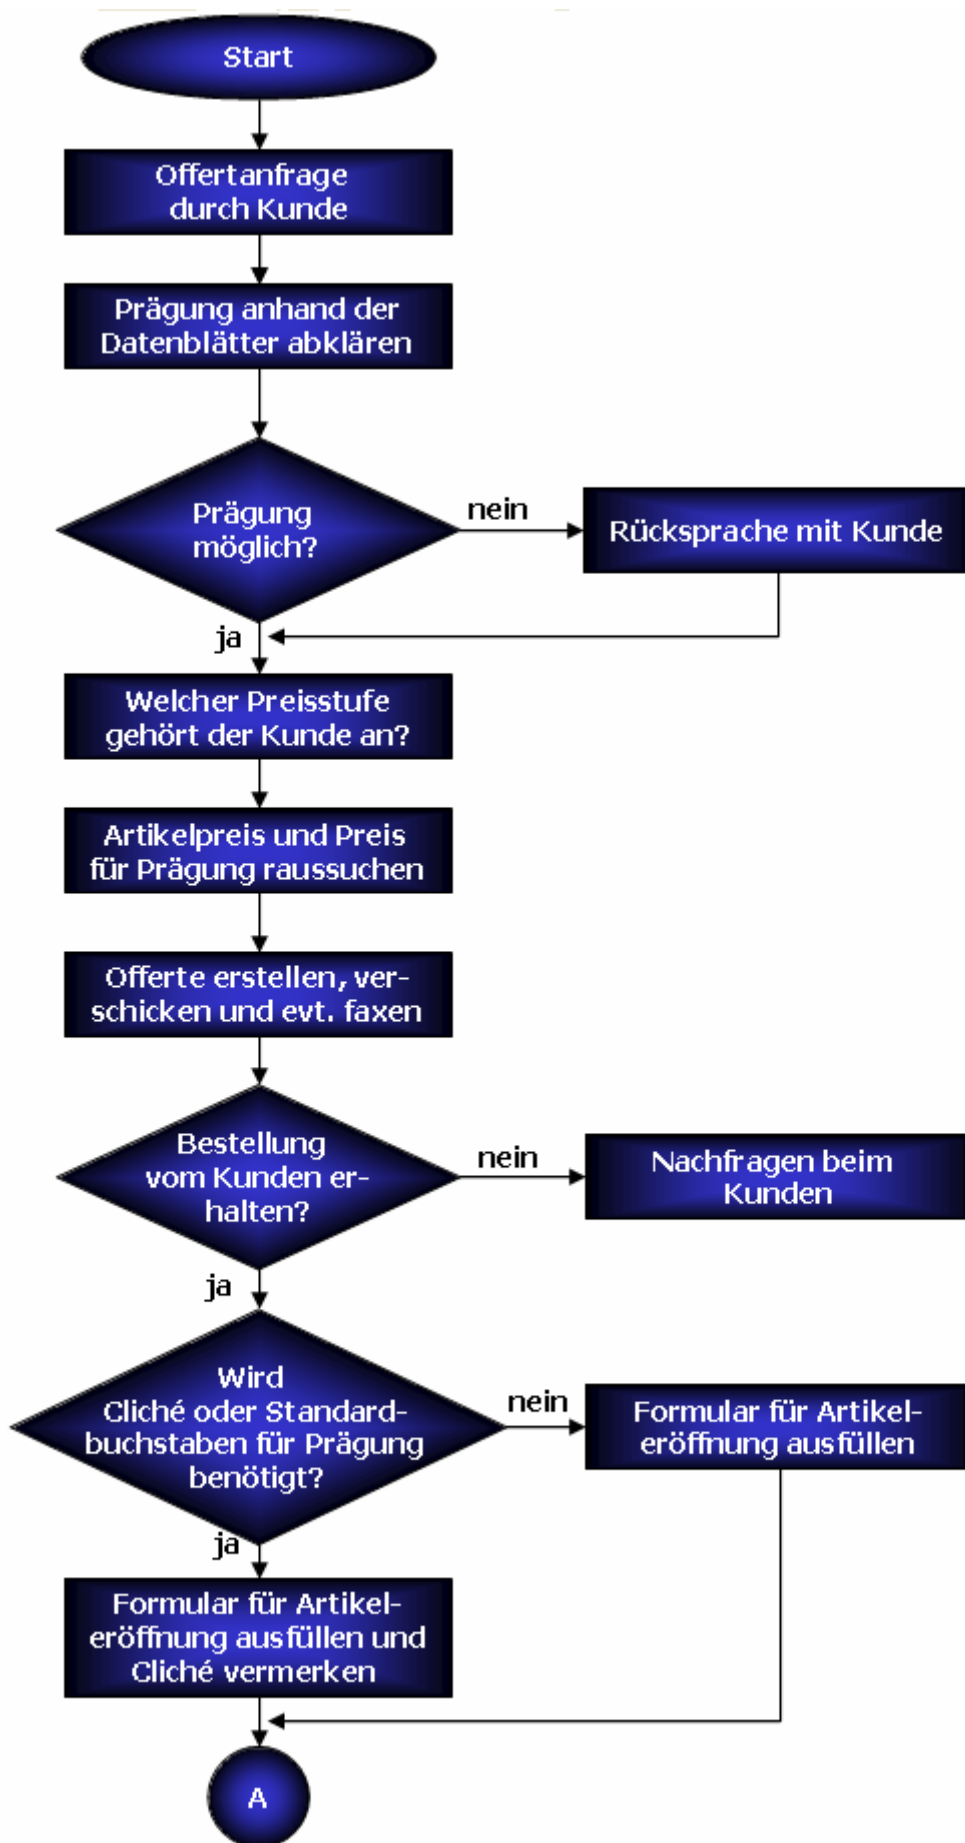 Start
Offertanfrage
durch Kunde
Prägung anhand der
Datenblätter abklären
Prägung
möglich?
nein
Rücksprache mit Kunde
ja
Welcher Preisstufe
gehört der Kunde an?
Artikelpreis und Preis
für Prägung raussuchen
Offerte erstellen, ver-
schicken und evt. faxen
Bestellung
vom Kunden er-
halten?
nein
Nachfragen beim
Kunden
ja
Wird
Cliché oder Standard-
buchstaben für Prägung
benötigt?
nein
Formular für Artikel-
eröffnung ausfüllen
ja
Formular für Artikel-
eröffnung ausfüllen und
Cliché vermerken
A